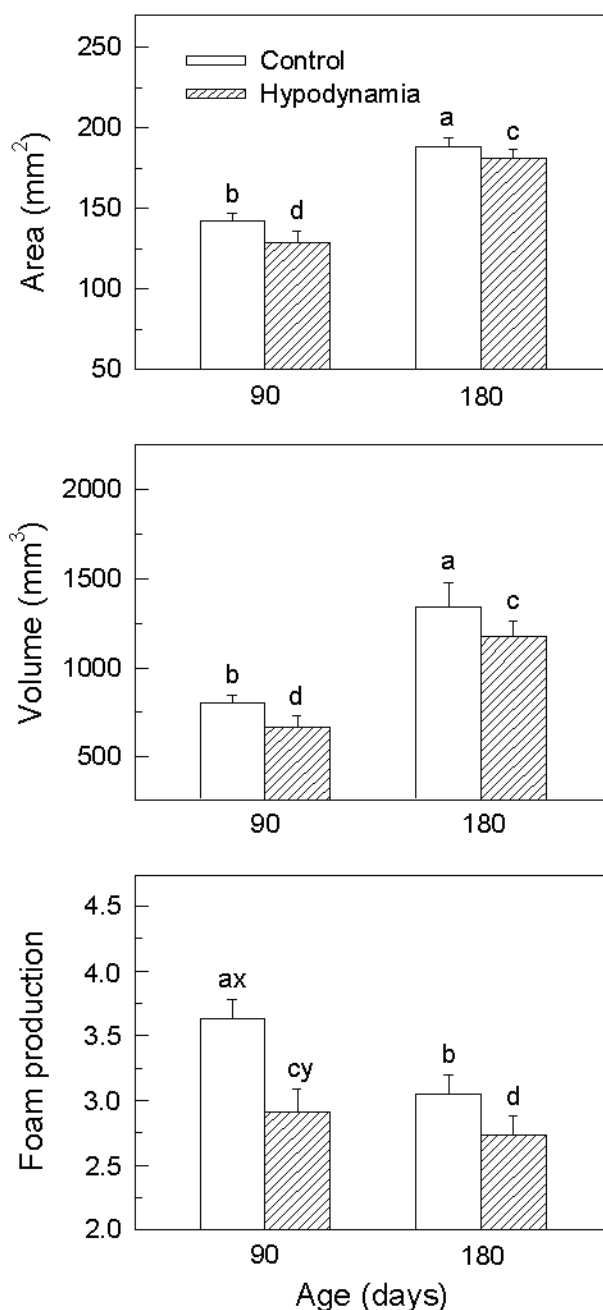 Area (mm²)
250
200
150
100
50
Control
Hypodynamia
b
d
a
c
90
180
Volume (mm³)
2000
1500
1000
500
b
d
a
c
90
180
Foam production
4.5
4.0
3.5
3.0
2.5
2.0
ax
cy
b
d
90
180
Age (days)